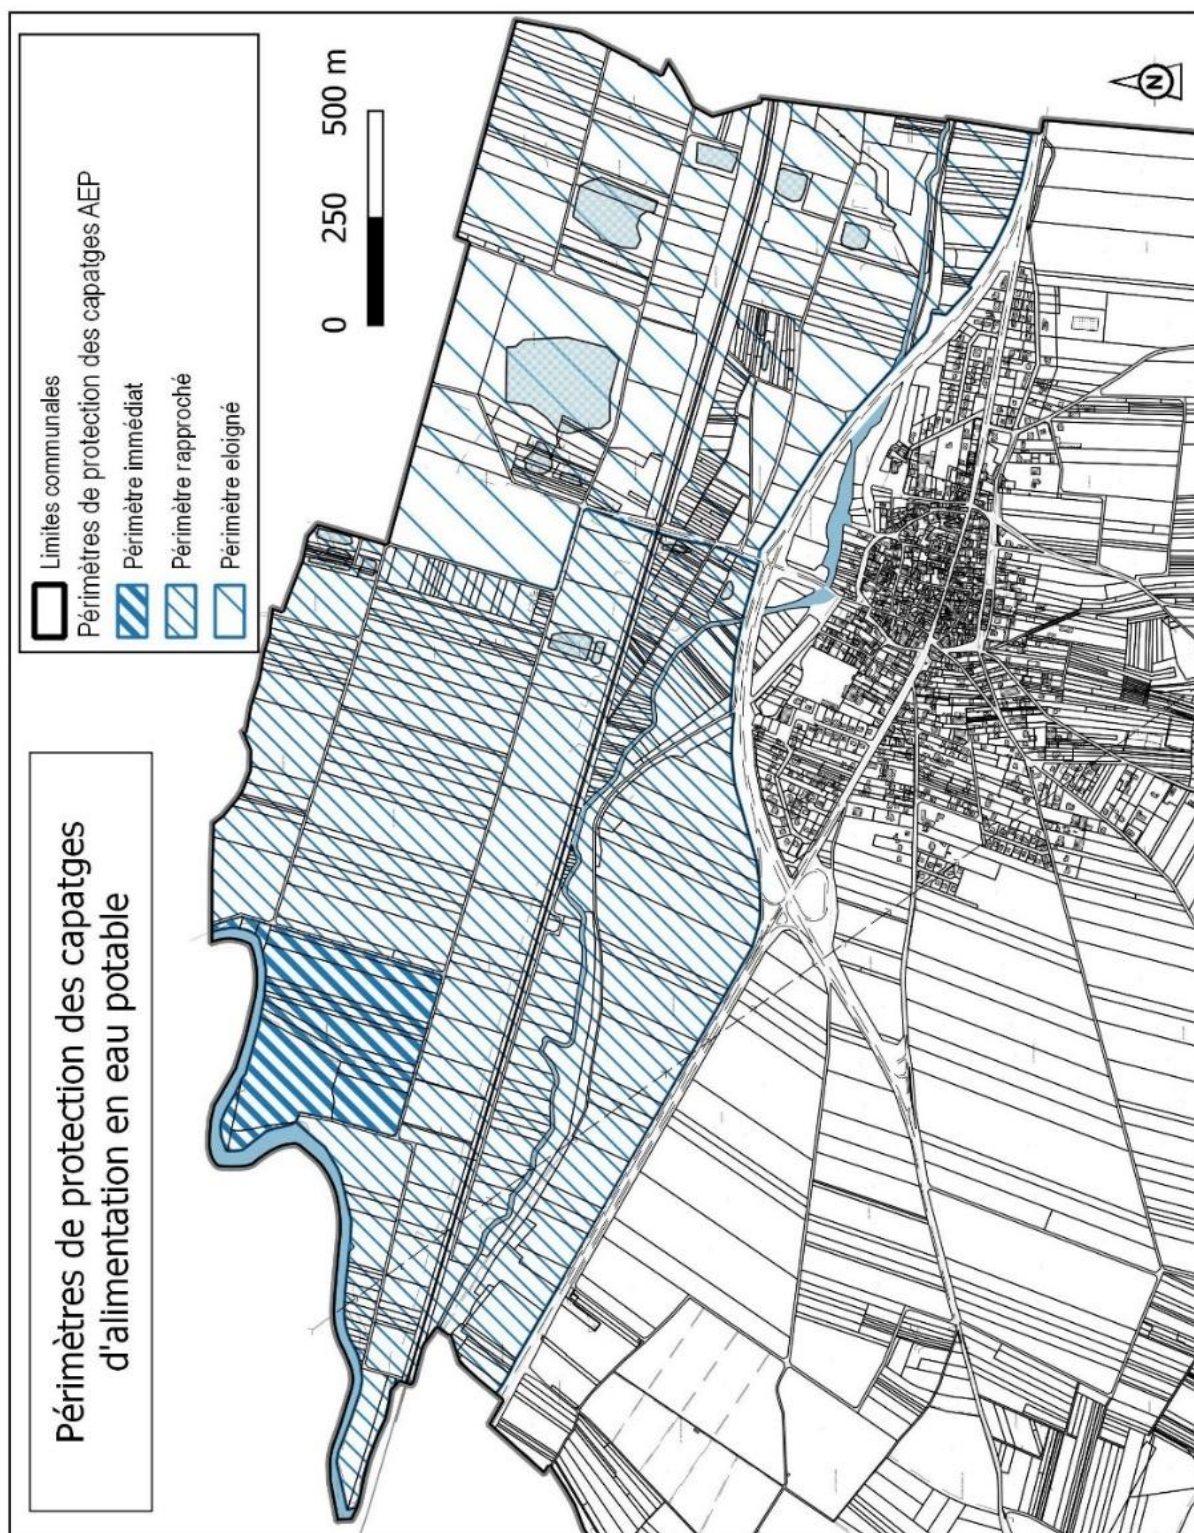 Périmètres de protection des capatges
d'alimentation en eau potable
Limites communales
Périmètres de protection des capatges AEP
Périmètre immédiat
Périmètre rapproché
Périmètre eloigné
0 250 500 m
N